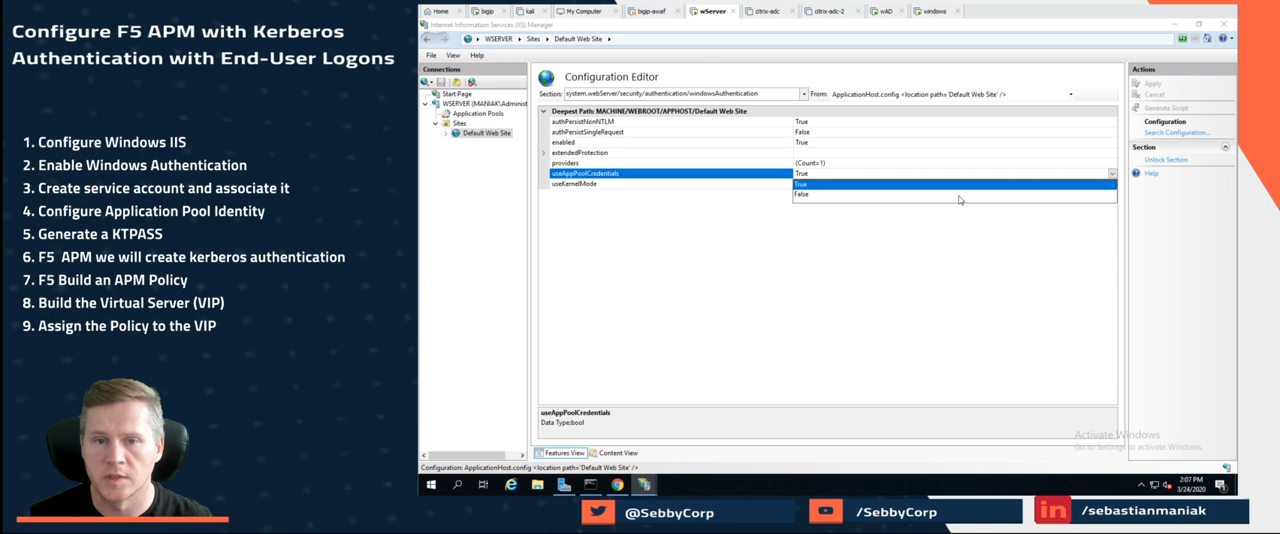 Configure F5 APM with Kerberos
Authentication with End-User Logons
1. Configure Windows IIS
2. Enable Windows Authentication
3. Create service account and associate it
4. Configure Application Pool Identity
5. Generate a KTPASS
6. F5 APM we will create kerberos authentication
7. F5 Build an APM Policy
8. Build the Virtual Server (VIP)
9. Assign the Policy to the VIP
Home
bigip
kali
My Computer
bigip-awaf
wServer
citrix-adc
citrix-adc-2
wAD
windows
Internet Information Services (IIS) Manager
WSERVER
Sites
Default Web Site
File
View
Help
Connections
Start Page
WSERVER (MANIAK\Administ
Application Pools
Sites
Default Web Site
Configuration Editor
Section:
system.webServer/security/authentication/windowsAuthentication
From:
ApplicationHost.config <location path='Default Web Site' />
Deepest Path: MACHINE/WEBROOT/APPHOST/Default Web Site
authPersistNonNTLM
True
authPersistSingleRequest
False
enabled
True
extendedProtection
providers
(Count=1)
useAppPoolCredentials
True
useKernelMode
True
False
useAppPoolCredentials
Data Type:bool
Features View
Content View
Configuration: ApplicationHost.config <location path='Default Web Site' />
Actions
Apply
Cancel
Generate Script
Configuration
Search Configuration...
Section
Unlock Section
Help
Activate Windows
Go to Settings to activate Windows.
2:07 PM
3/24/2020
@SebbyCorp
/SebbyCorp
in
/sebastianmaniak